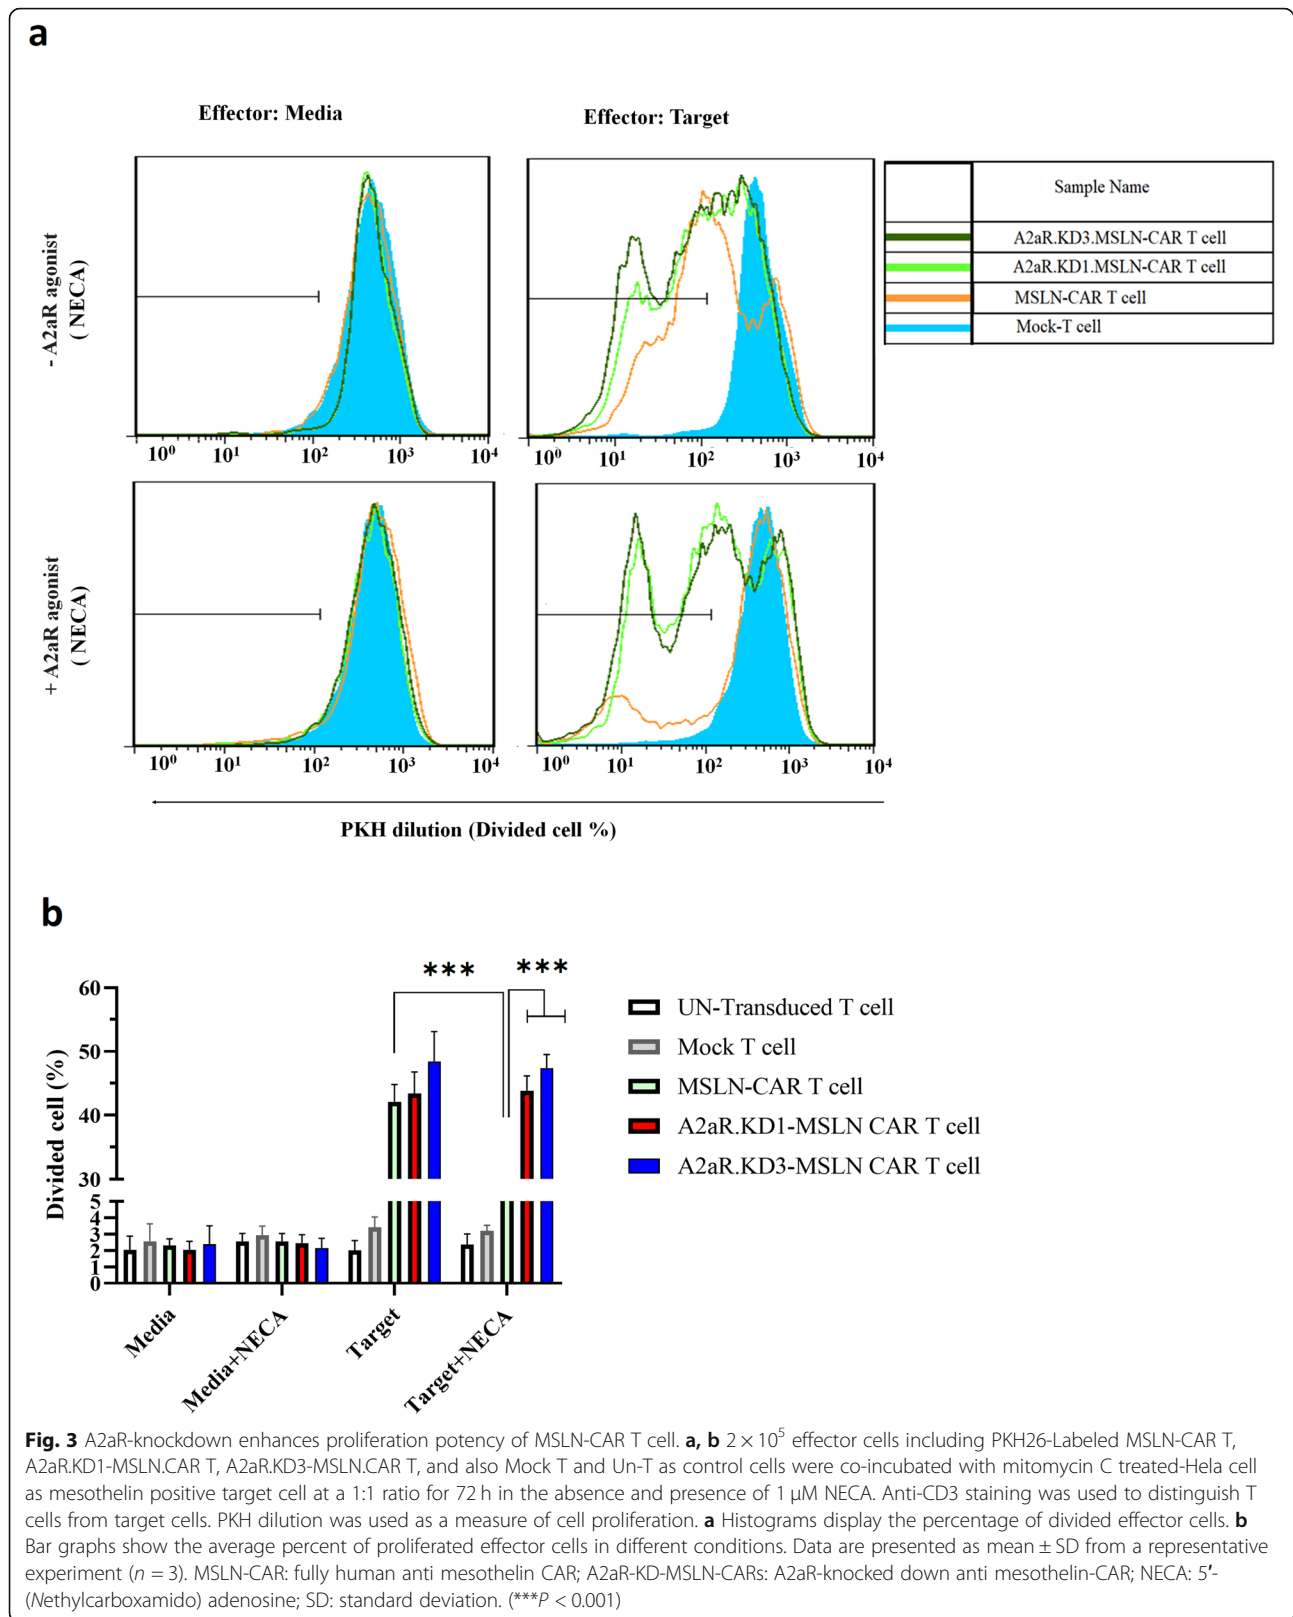 a
Effector: Media
Effector: Target
- A2aR agonist
( NECA)
Sample Name
A2aR.KD3.MSLN-CAR T cell
A2aR.KD1.MSLN-CAR T cell
MSLN-CAR T cell
Mock-T cell
10⁰ 10¹ 10² 10³ 10⁴
10⁰ 10¹ 10² 10³ 10⁴
+ A2aR agonist
( NECA)
10⁰ 10¹ 10² 10³ 10⁴
10⁰ 10¹ 10² 10³ 10⁴
PKH dilution (Divided cell %)
b
Divided cell (%)
60
50
40
30
5
4
3
2
1
0
***
***
Media
Media+NECA
Target
Target+NECA
UN-Transduced T cell
Mock T cell
MSLN-CAR T cell
A2aR.KD1-MSLN CAR T cell
A2aR.KD3-MSLN CAR T cell
Fig. 3 A2aR-knockdown enhances proliferation potency of MSLN-CAR T cell. a, b 2 × 10⁵ effector cells including PKH26-Labeled MSLN-CAR T,
A2aR.KD1-MSLN.CAR T, A2aR.KD3-MSLN.CAR T, and also Mock T and Un-T as control cells were co-incubated with mitomycin C treated-Hela cell
as mesothelin positive target cell at a 1:1 ratio for 72 h in the absence and presence of 1 μM NECA. Anti-CD3 staining was used to distinguish T
cells from target cells. PKH dilution was used as a measure of cell proliferation. a Histograms display the percentage of divided effector cells. b
Bar graphs show the average percent of proliferated effector cells in different conditions. Data are presented as mean ± SD from a representative
experiment (n = 3). MSLN-CAR: fully human anti mesothelin CAR; A2aR-KD-MSLN-CARs: A2aR-knocked down anti mesothelin-CAR; NECA: 5′-
(Nethylcarboxamido) adenosine; SD: standard deviation. (***P < 0.001)